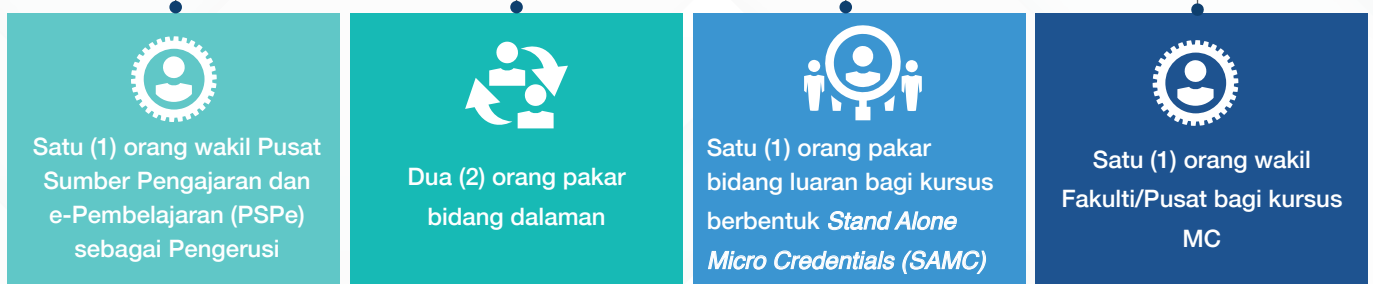 Satu (1) orang wakil Pusat
Sumber Pengajaran dan
e-Pembelajaran (PSPe)
sebagai Pengerusi
Dua (2) orang pakar
bidang dalaman
Satu (1) orang pakar
bidang luaran bagi kursus
berbentuk Stand Alone
Micro Credentials (SAMC)
Satu (1) orang wakil
Fakulti/Pusat bagi kursus
MC